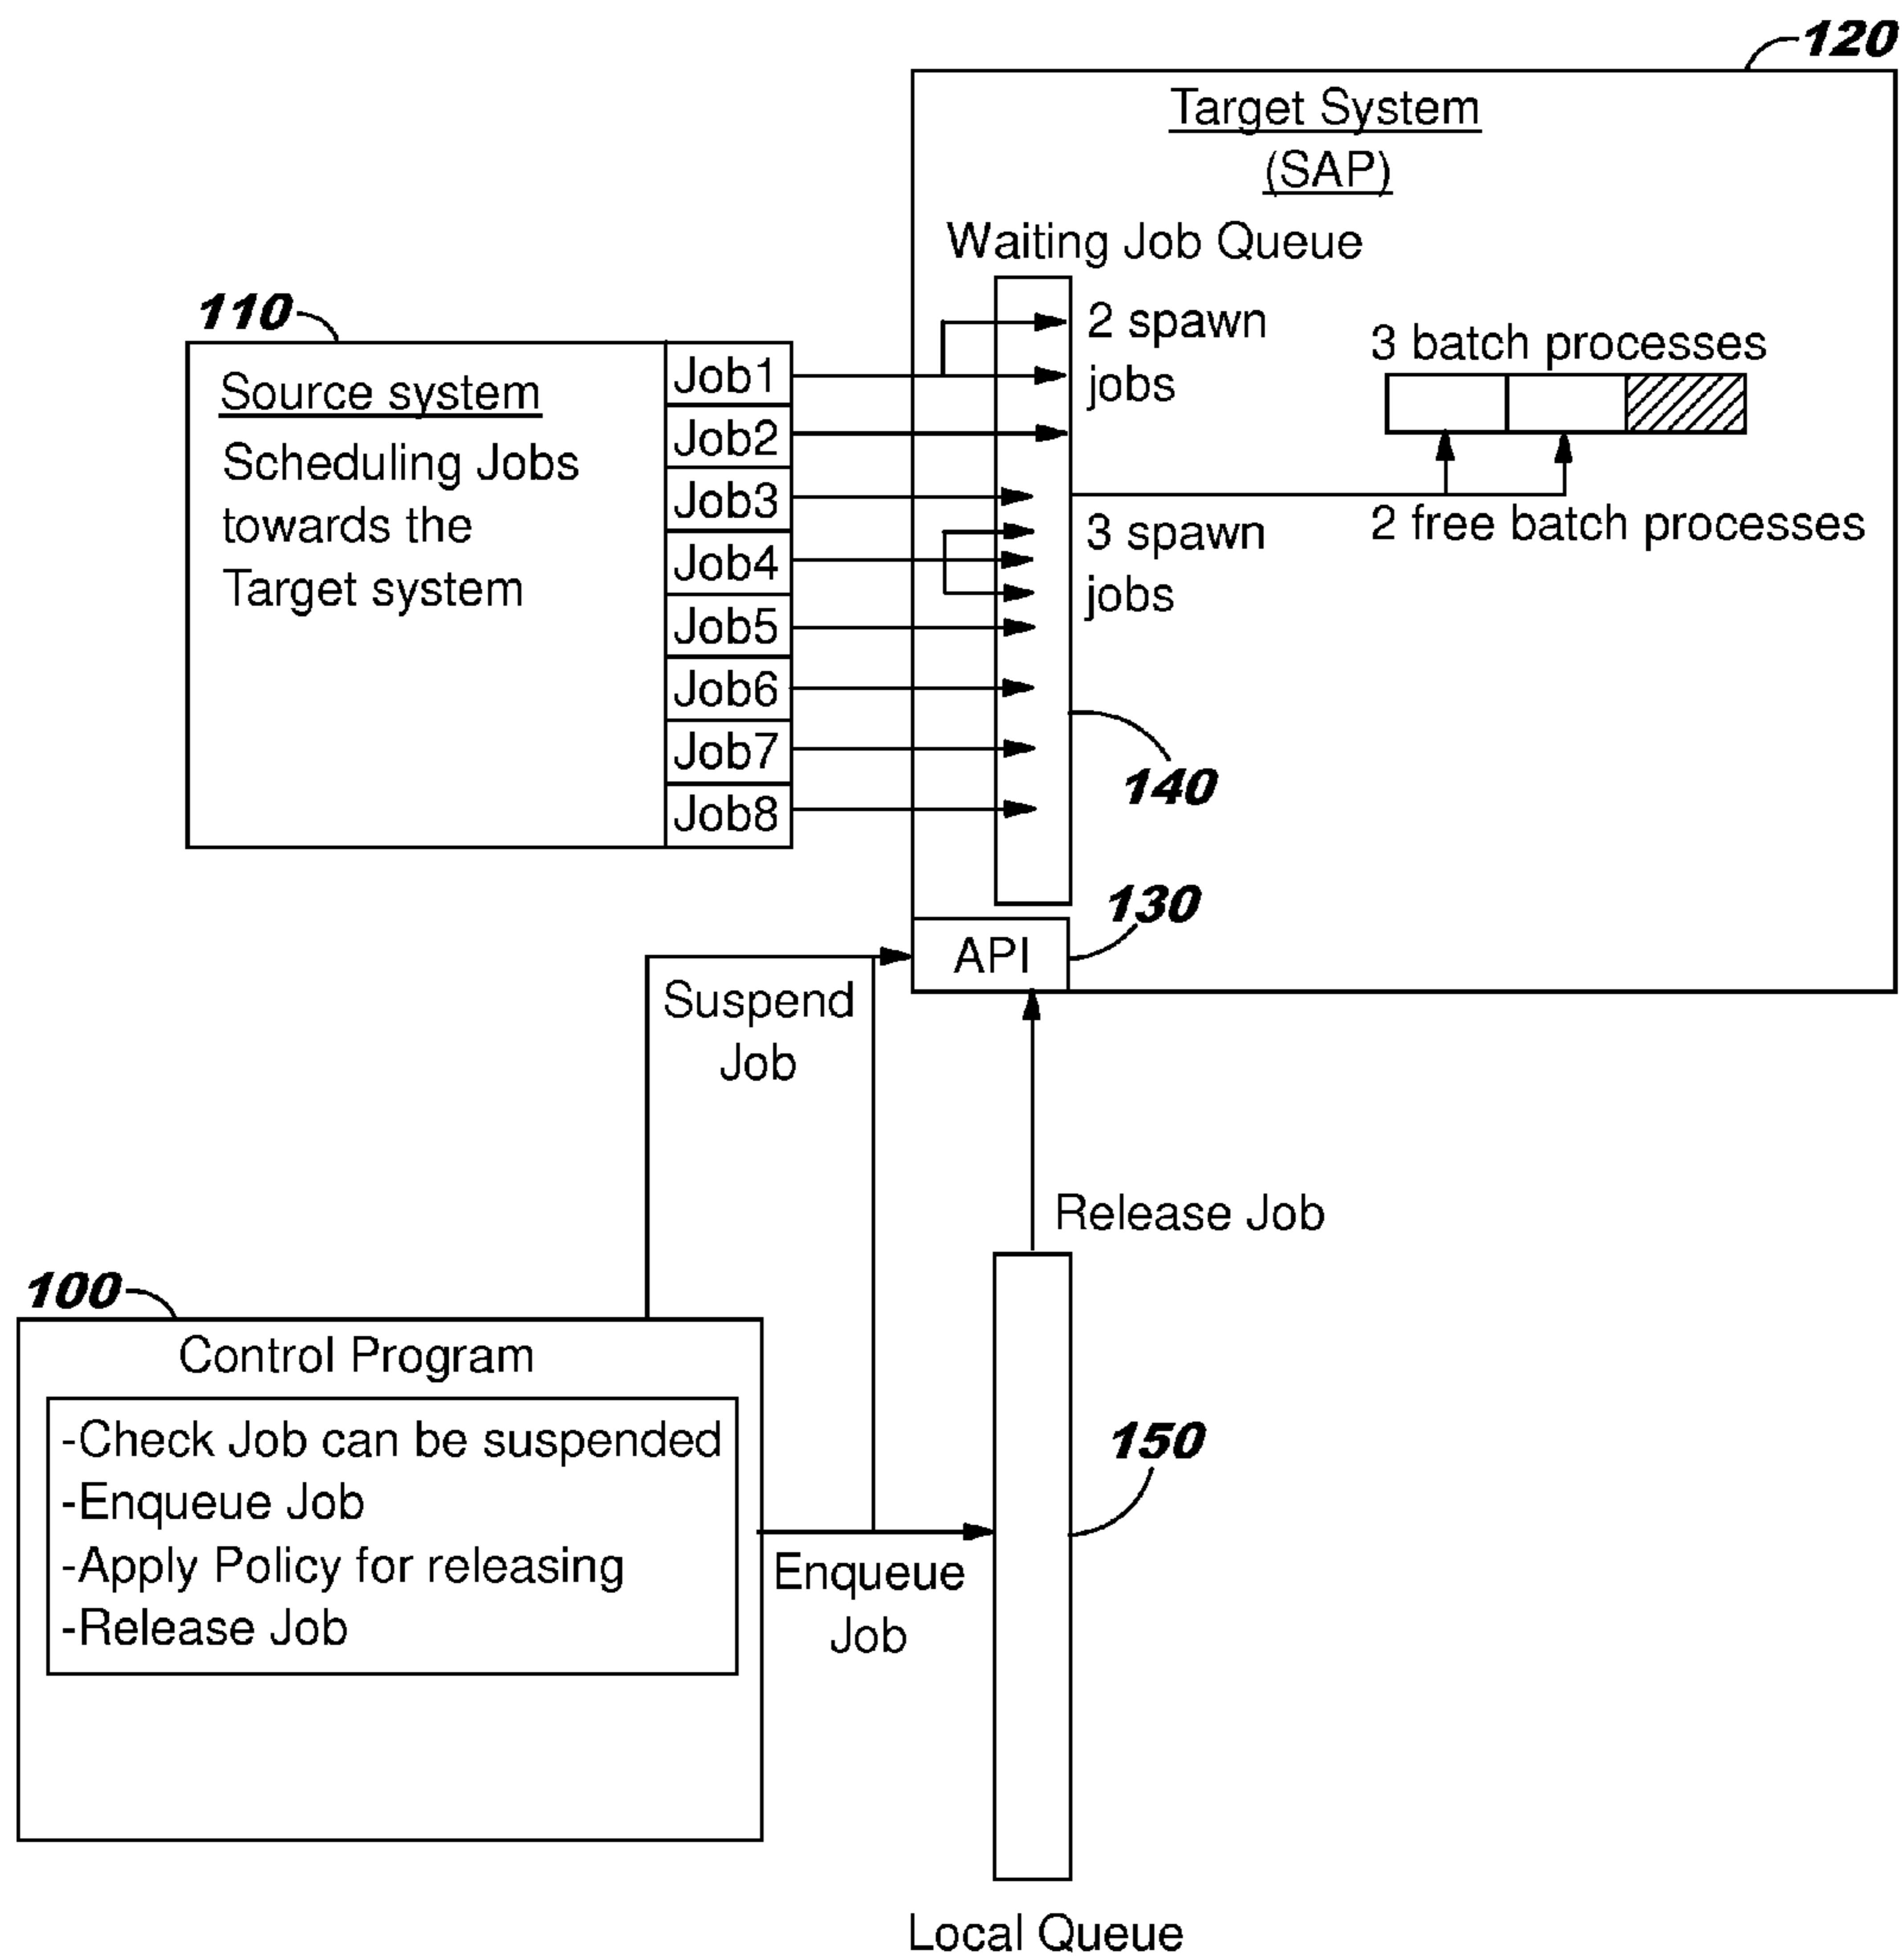 120
Target System
(SAP)
Waiting Job Queue
110
2 spawn
jobs
3 batch processes
Source system
Scheduling Jobs
towards the
Target system
Job1
Job2
Job3
Job4
Job5
Job6
Job7
Job8
3 spawn
jobs
2 free batch processes
140
130
API
Suspend
Job
Release Job
100
Control Program
-Check Job can be suspended
-Enqueue Job
-Apply Policy for releasing
-Release Job
Enqueue
Job
150
Local Queue